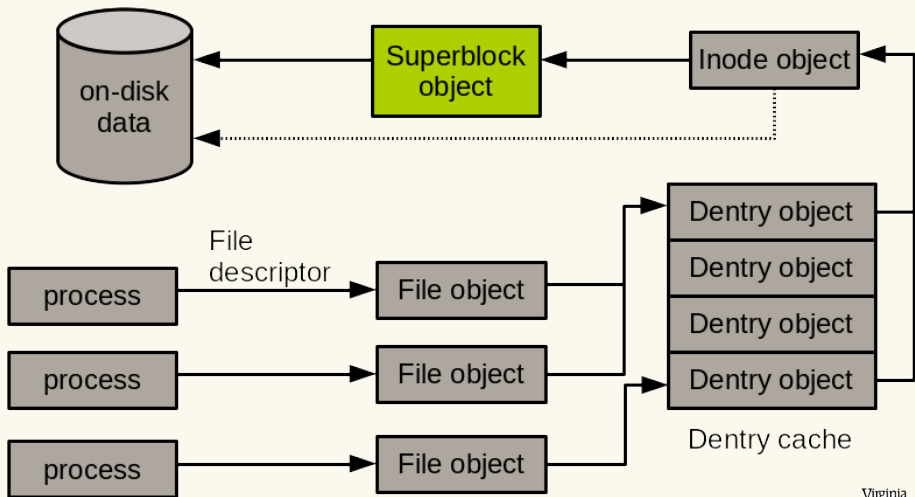 on-disk
data
Superblock
object
Inode object
File
descriptor
process
File object
process
File object
process
File object
Dentry object
Dentry object
Dentry object
Dentry object
Dentry cache
Virginia